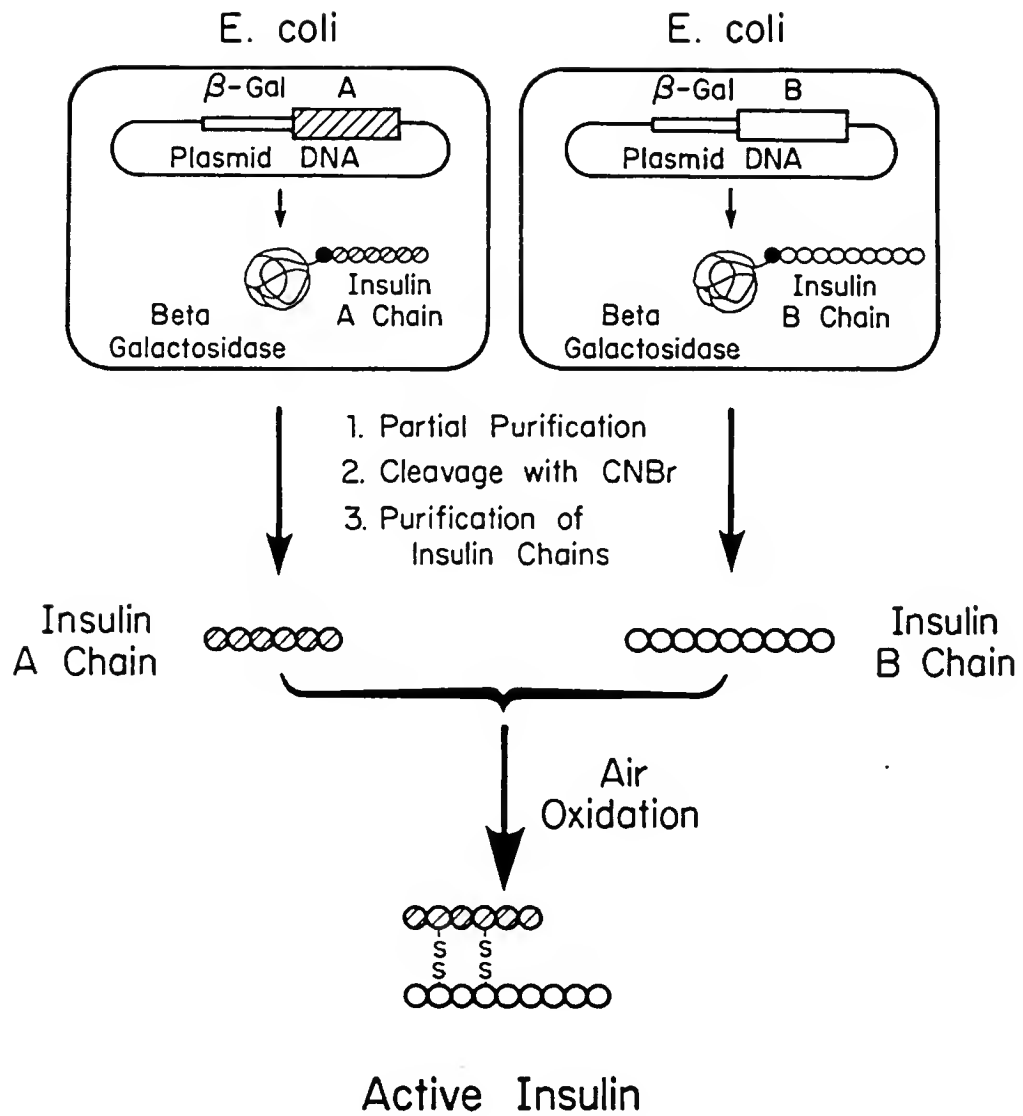 E. coli
β-Gal A
Plasmid DNA
Insulin
A Chain
Beta
Galactosidase
E. coli
β-Gal B
Plasmid DNA
Insulin
B Chain
Beta
Galactosidase
1. Partial Purification
2. Cleavage with CNBr
3. Purification of
Insulin Chains
Insulin
A Chain
Insulin
B Chain
Air
Oxidation
S S
S S
Active Insulin